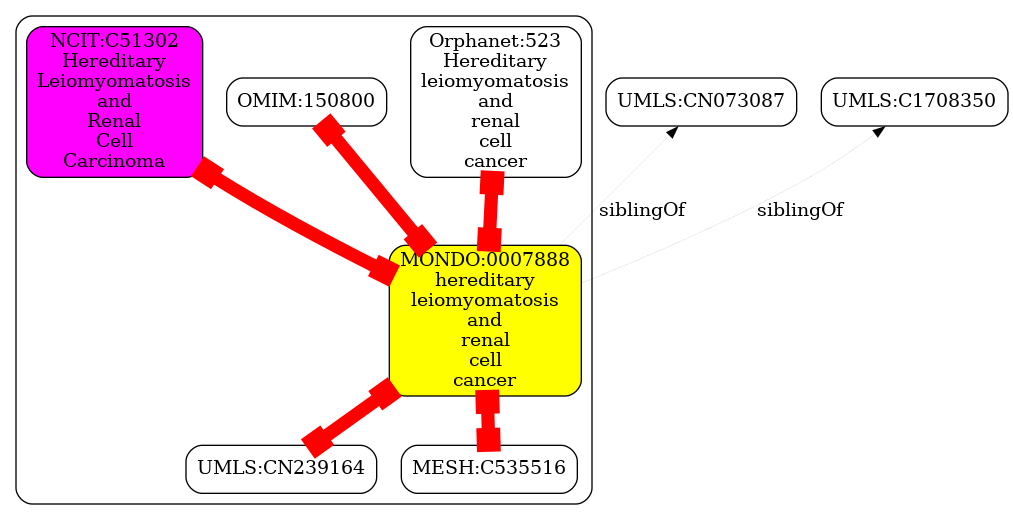 NCIT:C51302
Hereditary
Leiomyomatosis
and
Renal
Cell
Carcinoma
OMIM:150800
Orphanet:523
Hereditary
leiomyomatosis
and
renal
cell
cancer
UMLS:CN073087
UMLS:C1708350
siblingOf
siblingOf
MONDO:0007888
hereditary
leiomyomatosis
and
renal
cell
cancer
UMLS:CN239164
MESH:C535516